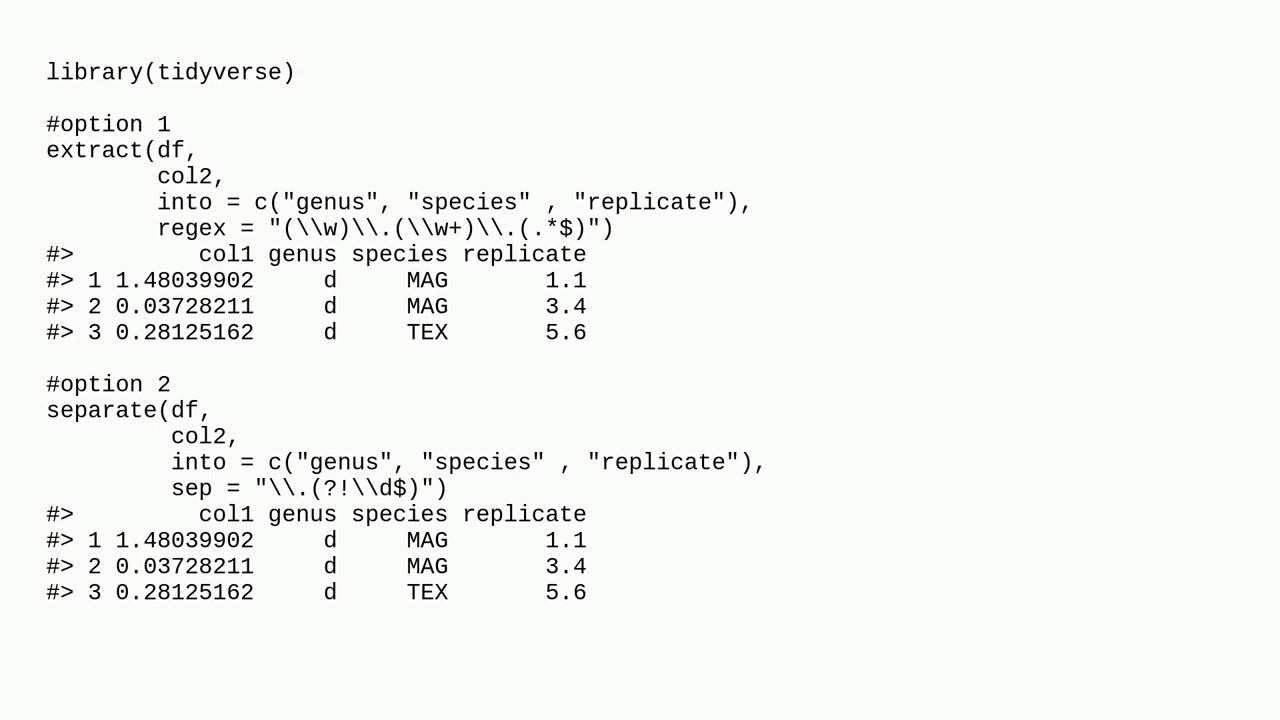 library(tidyverse)

#option 1
extract(df,
        col2,
        into = c("genus", "species" , "replicate"),
        regex = "(\\w)\\.(\\w+)\\.(.*$)")
#>         col1 genus species replicate
#> 1 1.48039902     d     MAG       1.1
#> 2 0.03728211     d     MAG       3.4
#> 3 0.28125162     d     TEX       5.6

#option 2
separate(df,
         col2,
         into = c("genus", "species" , "replicate"),
         sep = "\\.(?!\\d$)")
#>         col1 genus species replicate
#> 1 1.48039902     d     MAG       1.1
#> 2 0.03728211     d     MAG       3.4
#> 3 0.28125162     d     TEX       5.6